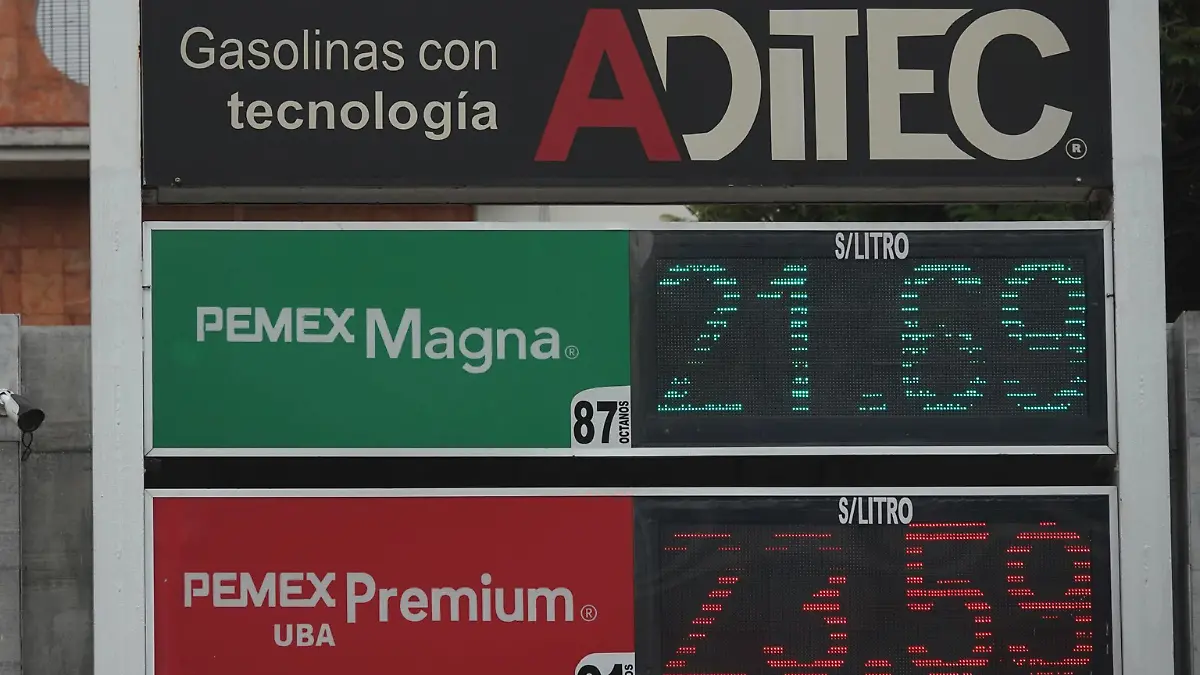 Gasolinas con
tecnología
ADiTEC®
S/LITRO
PEMEX Magna®
21.69
87 OCTANOS
S/LITRO
PEMEX Premium®
UBA
23.59